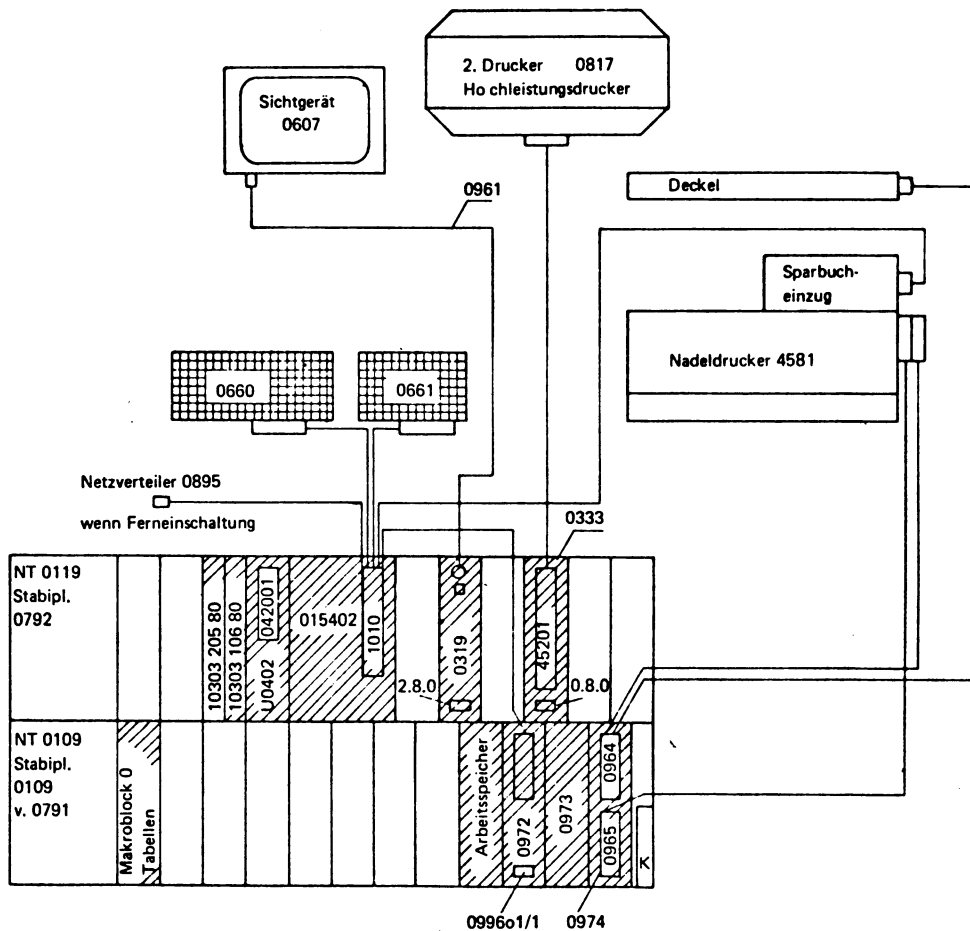 2. Drucker 0817
Ho chleistungsdrucker
Sichtgerät
0607
Deckel
0961
Sparbuch-
einzug
Nadeldrucker 4581
0660
0661
Netzverteiler 0895
wenn Ferneinschaltung
0333
NT 0119
Stabipl.
0792
10303 205 80
10303 106 80
042001
U0402
015402
1010
2.8.0
0319
45201
0.8.0
NT 0109
Stabipl.
0109
v. 0791
Makroblock 0
Tabellen
Arbeitsspeicher
0972
0973
0964
0965
K
0996o1/1
0974